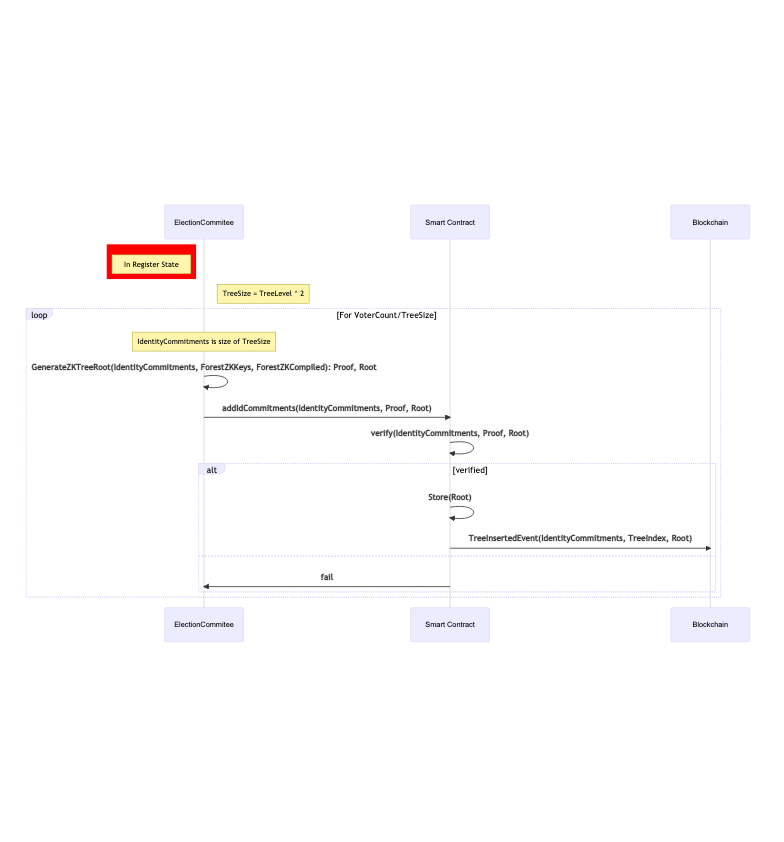 ElectionCommitee
Smart Contract
Blockchain
In Register State
TreeSize = TreeLevel ^ 2
loop
[For VoterCount/TreeSize]
IdentityCommitments is size of TreeSize
GenerateZKTreeRoot(IdentityCommitments, ForestZKKeys, ForestZKCompiled): Proof, Root
addIdCommitments(IdentityCommitments, Proof, Root)
verify(IdentityCommitments, Proof, Root)
alt
[verified]
Store(Root)
TreeInsertedEvent(IdentityCommitments, TreeIndex, Root)
fail
ElectionCommitee
Smart Contract
Blockchain